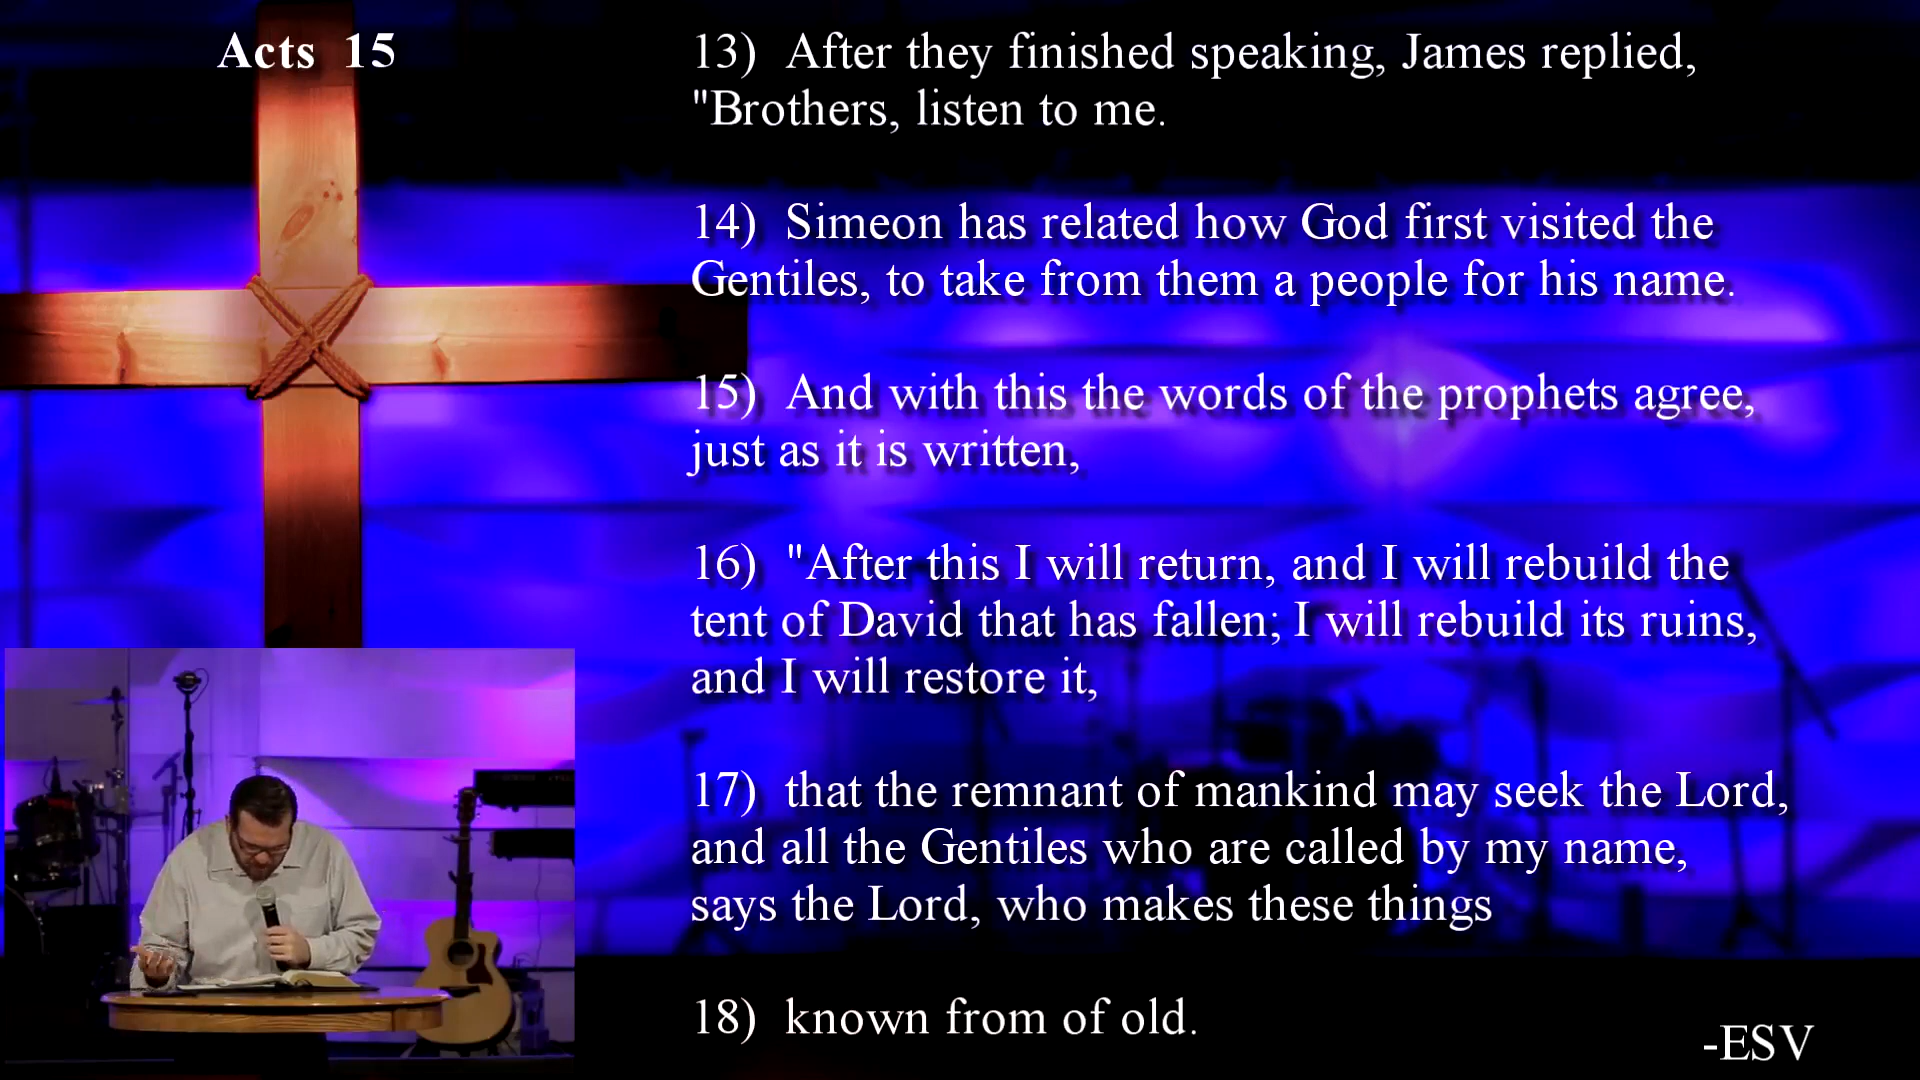 Acts 15
13) After they finished speaking, James replied,
"Brothers, listen to me.
14) Simeon has related how God first visited the
Gentiles, to take from them a people for his name.
15) And with this the words of the prophets agree,
just as it is written,
16) "After this I will return, and I will rebuild the
tent of David that has fallen; I will rebuild its ruins,
and I will restore it,
17) that the remnant of mankind may seek the Lord,
and all the Gentiles who are called by my name,
says the Lord, who makes these things
18) known from of old.
-ESV